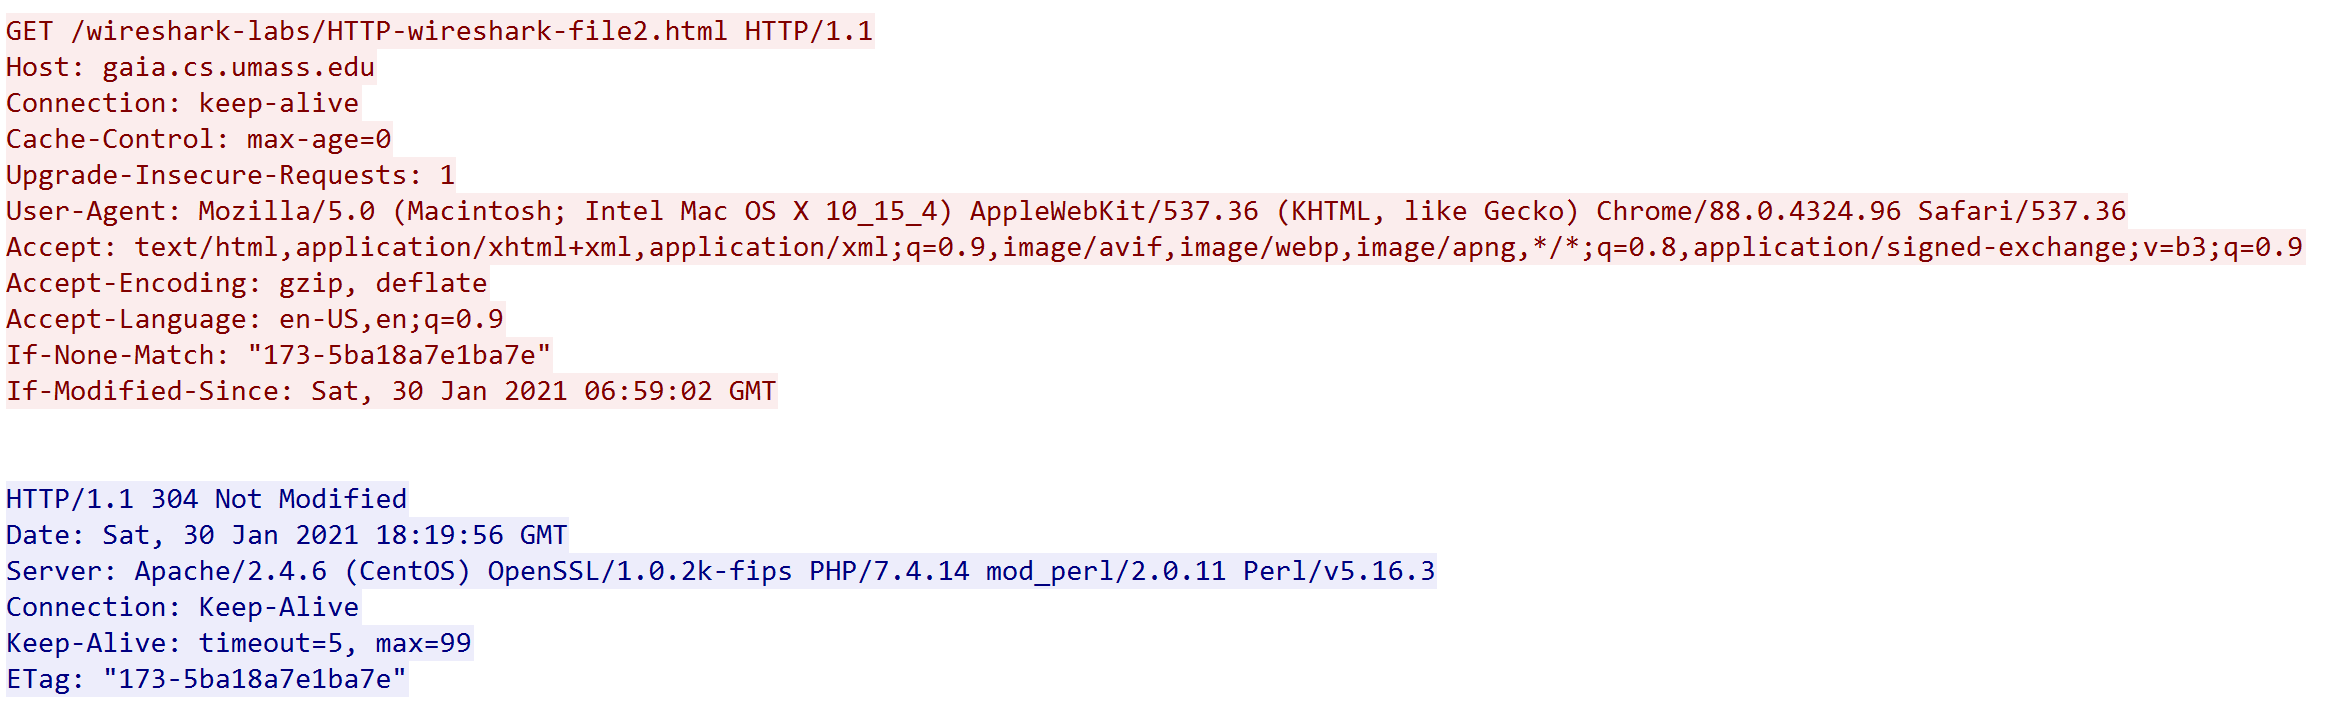 GET /wireshark-labs/HTTP-wireshark-file2.html HTTP/1.1
Host: gaia.cs.umass.edu
Connection: keep-alive
Cache-Control: max-age=0
Upgrade-Insecure-Requests: 1
User-Agent: Mozilla/5.0 (Macintosh; Intel Mac OS X 10_15_4) AppleWebKit/537.36 (KHTML, like Gecko) Chrome/88.0.4324.96 Safari/537.36
Accept: text/html,application/xhtml+xml,application/xml;q=0.9,image/avif,image/webp,image/apng,*/*;q=0.8,application/signed-exchange;v=b3;q=0.9
Accept-Encoding: gzip, deflate
Accept-Language: en-US,en;q=0.9
If-None-Match: "173-5ba18a7e1ba7e"
If-Modified-Since: Sat, 30 Jan 2021 06:59:02 GMT
HTTP/1.1 304 Not Modified
Date: Sat, 30 Jan 2021 18:19:56 GMT
Server: Apache/2.4.6 (CentOS) OpenSSL/1.0.2k-fips PHP/7.4.14 mod_perl/2.0.11 Perl/v5.16.3
Connection: Keep-Alive
Keep-Alive: timeout=5, max=99
ETag: "173-5ba18a7e1ba7e"